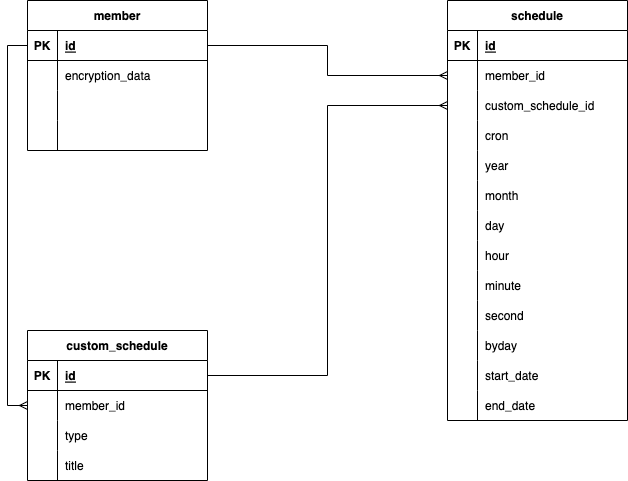 member
PK id
encryption_data
schedule
PK id
member_id
custom_schedule_id
cron
year
month
day
hour
minute
second
byday
start_date
end_date
custom_schedule
PK id
member_id
type
title